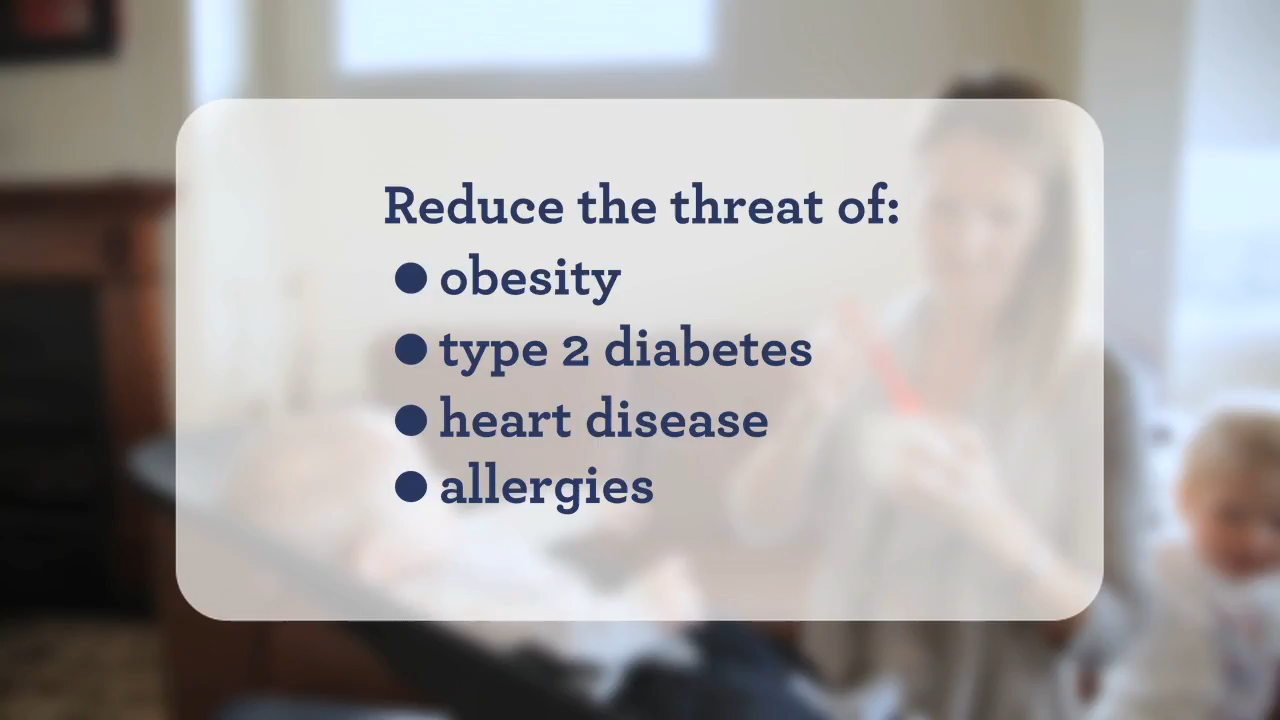 Reduce the threat of:
● obesity
● type 2 diabetes
● heart disease
● allergies